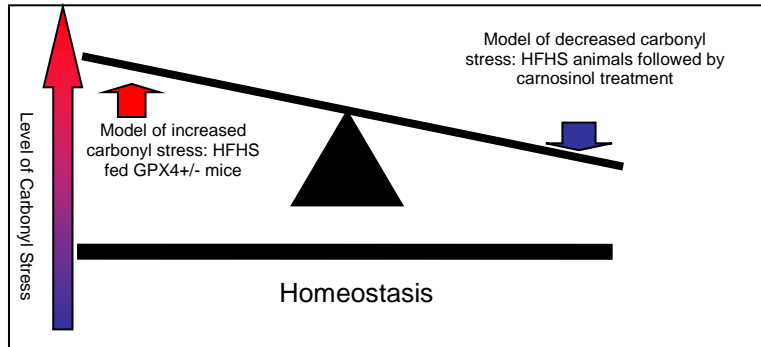 Level of Carbonyl Stress
Model of increased
carbonyl stress: HFHS
fed GPX4+/- mice
Model of decreased carbonyl
stress: HFHS animals followed by
carnosinol treatment
Homeostasis